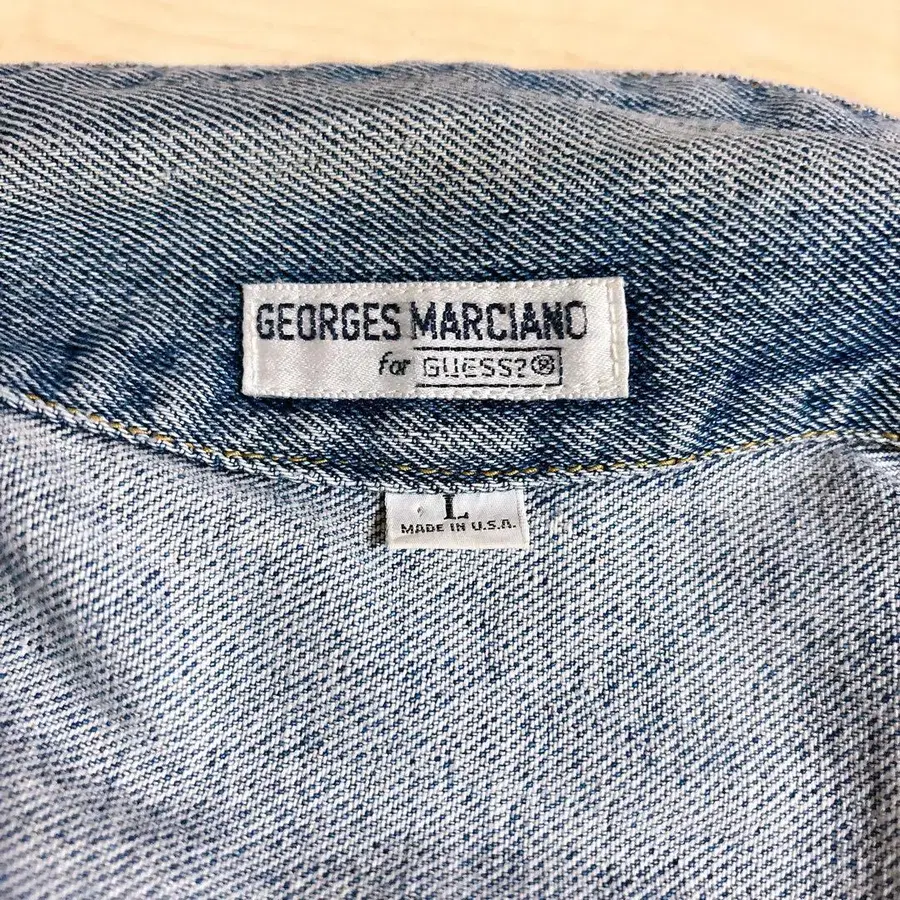 GEORGES MARCIANO
for GUESS?®
L
MADE IN U.S.A.